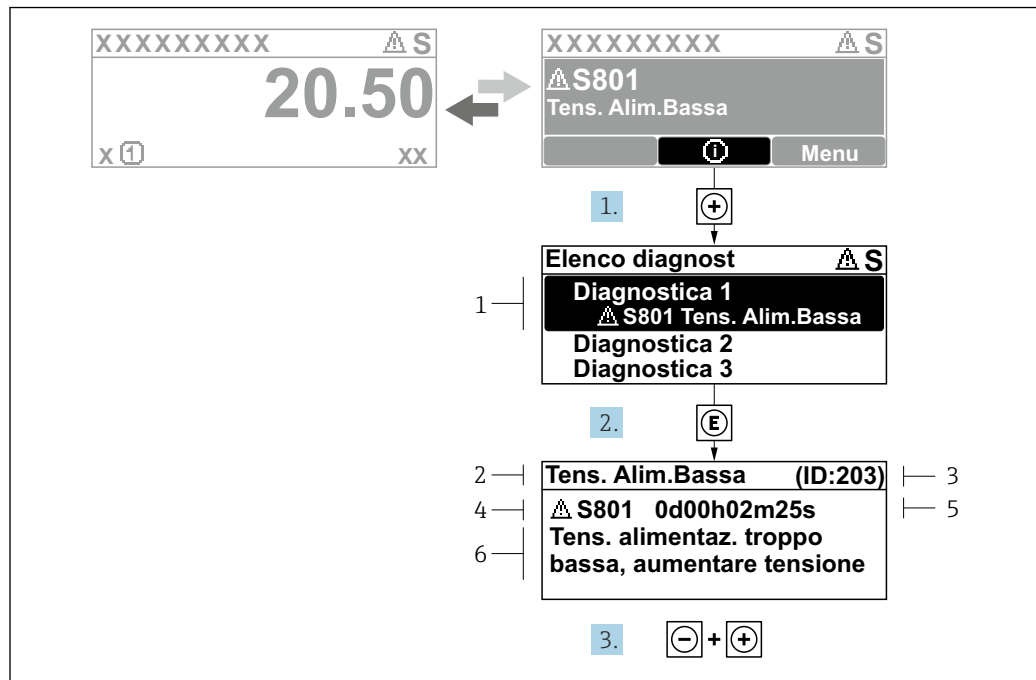 XXXXXXXXX ⚠ S
20.50
x ① xx
XXXXXXXXX ⚠ S
⚠ S801
Tens. Alim.Bassa
ⓘ Menu
1. +
Elenco diagnost ⚠ S
1
Diagnostica 1
⚠ S801 Tens. Alim.Bassa
Diagnostica 2
Diagnostica 3
2. E
2 Tens. Alim.Bassa (ID:203) 3
4 ⚠ S801 0d00h02m25s 5
6
Tens. alimentaz. troppo
bassa, aumentare tensione
3. - + +